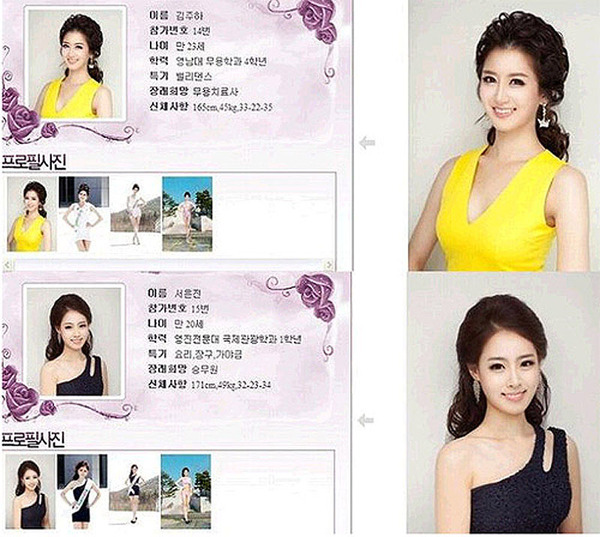 이름 김주하
참가번호 14번
나이 만 23세
학력 영남대 무용학과 4학년
특기 밸리댄스
장래희망 무용치료사
신체사항 165cm,45kg,33-22-35
프로필사진
이름 서은진
참가번호 15번
나이 만 20세
학력 영진전문대 국제관광학과 1학년
특기 요리,장구,가야금
장래희망 승무원
신체사항 171cm,49kg,32-23-34
프로필사진